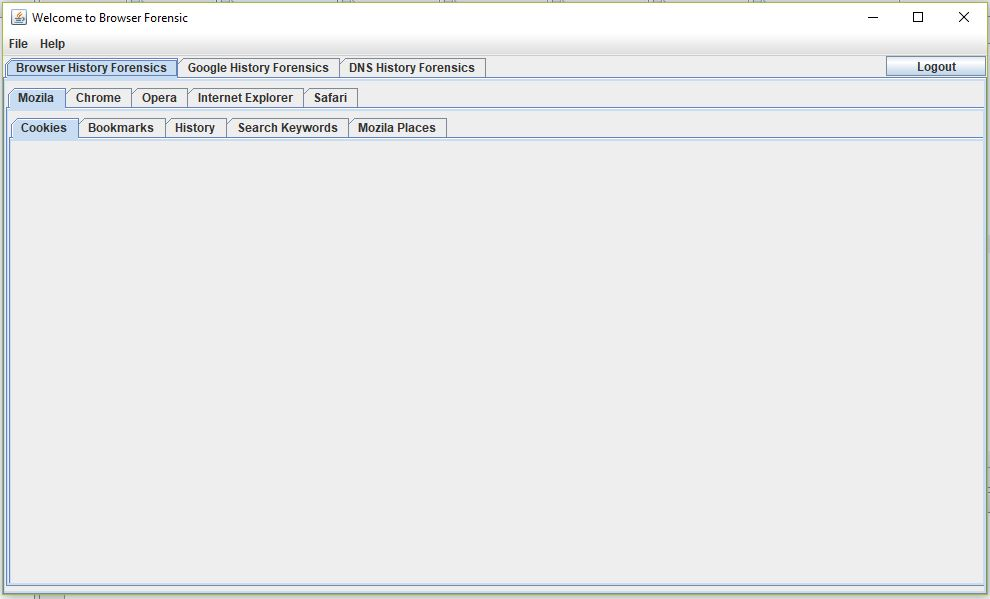 Welcome to Browser Forensic
File Help
Browser History Forensics Google History Forensics DNS History Forensics Logout
Mozila Chrome Opera Internet Explorer Safari
Cookies Bookmarks History Search Keywords Mozila Places